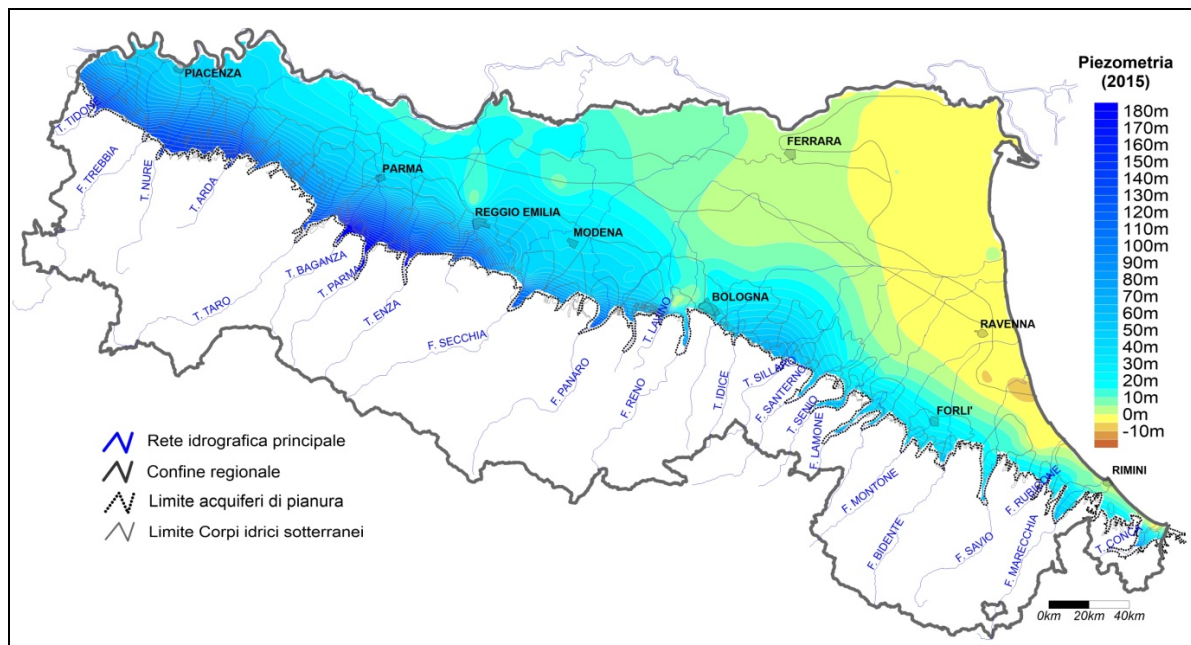 Piezometria
(2015)
180m
170m
160m
150m
140m
130m
120m
110m
100m
90m
80m
70m
60m
50m
40m
30m
20m
10m
0m
-10m
PIACENZA
PARMA
REGGIO EMILIA
MODENA
FERRARA
BOLOGNA
RAVENNA
FORLI'
RIMINI
T. TIDONE
F. TREBBIA
T. NURE
T. ARDA
T. TARO
T. BAGANZA
T. PARMA
T. ENZA
F. SECCHIA
F. PANARO
F. RENO
T. LAVINO
T. IDICE
T. SILLARO
F. SANTERNO
T. SENIO
F. LAMONE
F. MONTONE
F. BIDENTE
F. SAVIO
F. RUBICONE
F. MARECCHIA
T. CONCA
Rete idrografica principale
Confine regionale
Limite acquiferi di pianura
Limite Corpi idrici sotterranei
0km 20km 40km